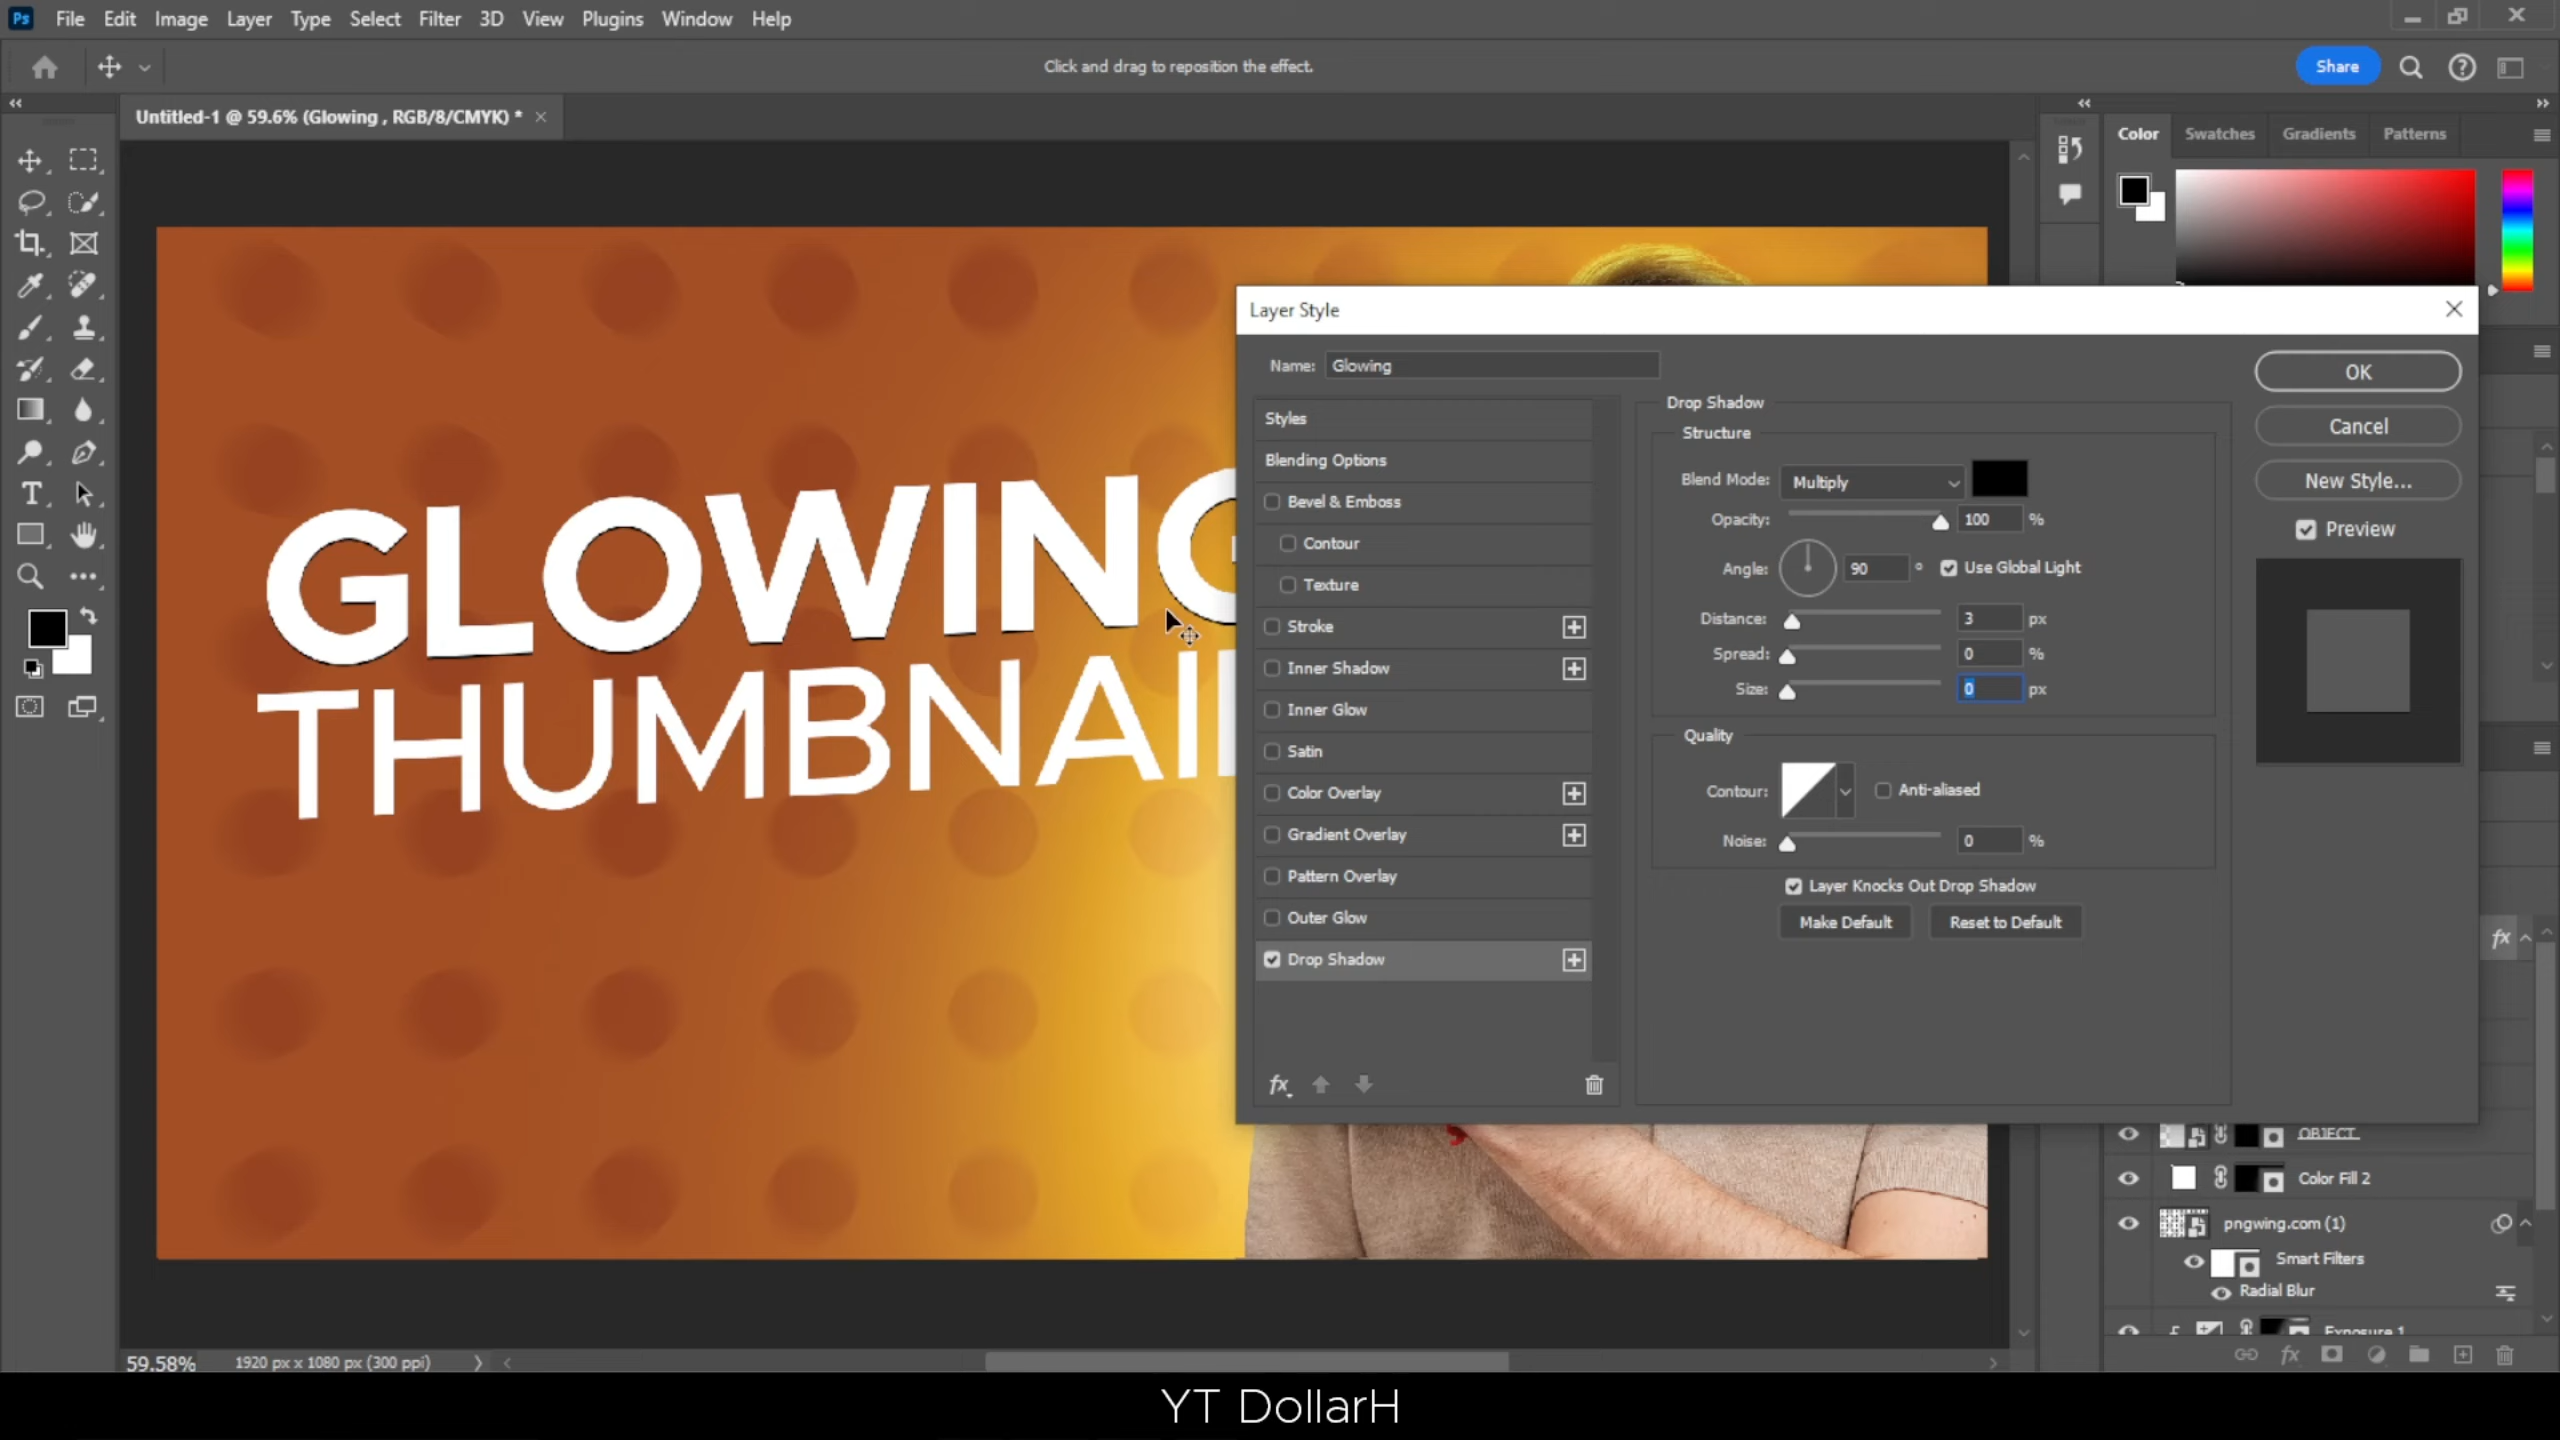 Ps File Edit Image Layer Type Select Filter 3D View Plugins Window Help
Click and drag to reposition the effect.
Share
Untitled-1 @ 59.6% (Glowing , RGB/8/CMYK) *
Color Swatches Gradients Patterns
GLOWING
THUMBNAIL
Layer Style
Name: Glowing
Styles
Blending Options
Bevel & Emboss
Contour
Texture
Stroke
Inner Shadow
Inner Glow
Satin
Color Overlay
Gradient Overlay
Pattern Overlay
Outer Glow
Drop Shadow
fx
Drop Shadow
Structure
Blend Mode: Multiply
Opacity: 100 %
Angle: 90 ° Use Global Light
Distance: 3 px
Spread: 0 %
Size: 0 px
Quality
Contour: Anti-aliased
Noise: 0 %
Layer Knocks Out Drop Shadow
Make Default Reset to Default
OK
Cancel
New Style...
Preview
fx
OBJECT
Color Fill 2
pngwing.com (1)
Smart Filters
Radial Blur
Exposure 1
fx
59.58% 1920 px x 1080 px (300 ppi)
YT DollarH